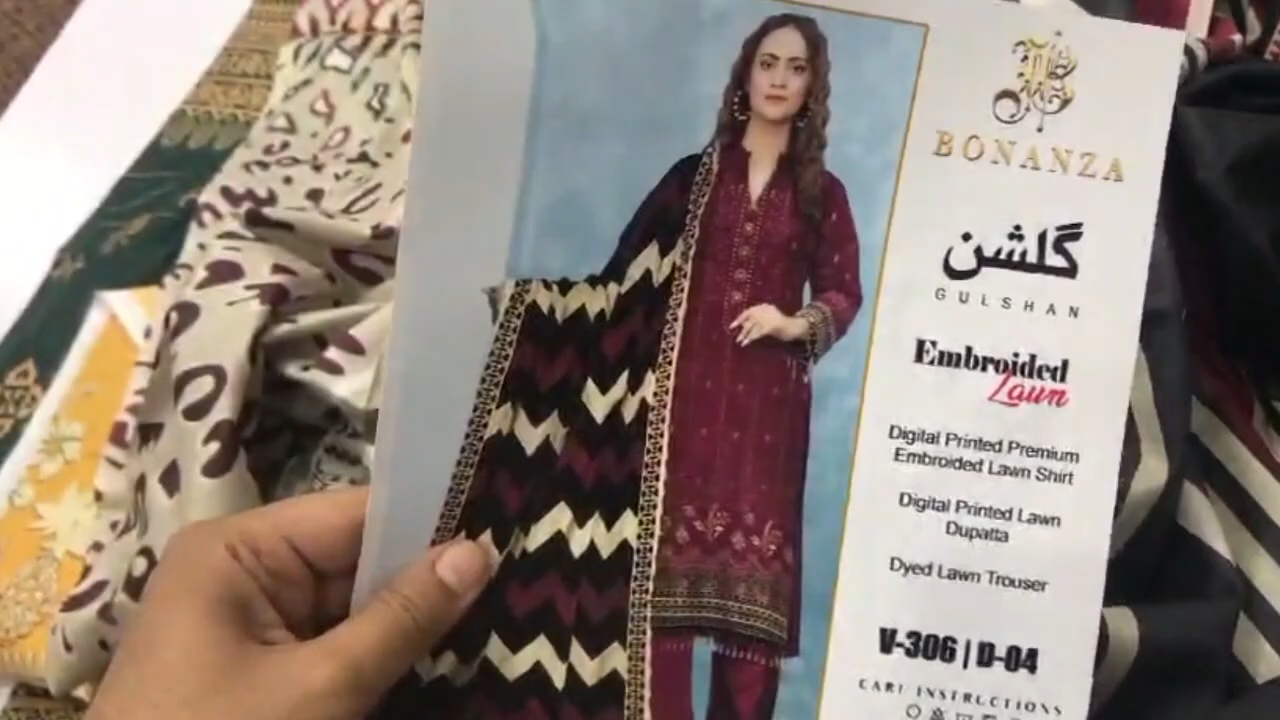 BONANZA
گلشن
GULSHAN
Embroided
Lawn
Digital Printed Premium
Embroided Lawn Shirt
Digital Printed Lawn
Dupatta
Dyed Lawn Trouser
V-306 | D-04
CARE INSTRUCTIONS